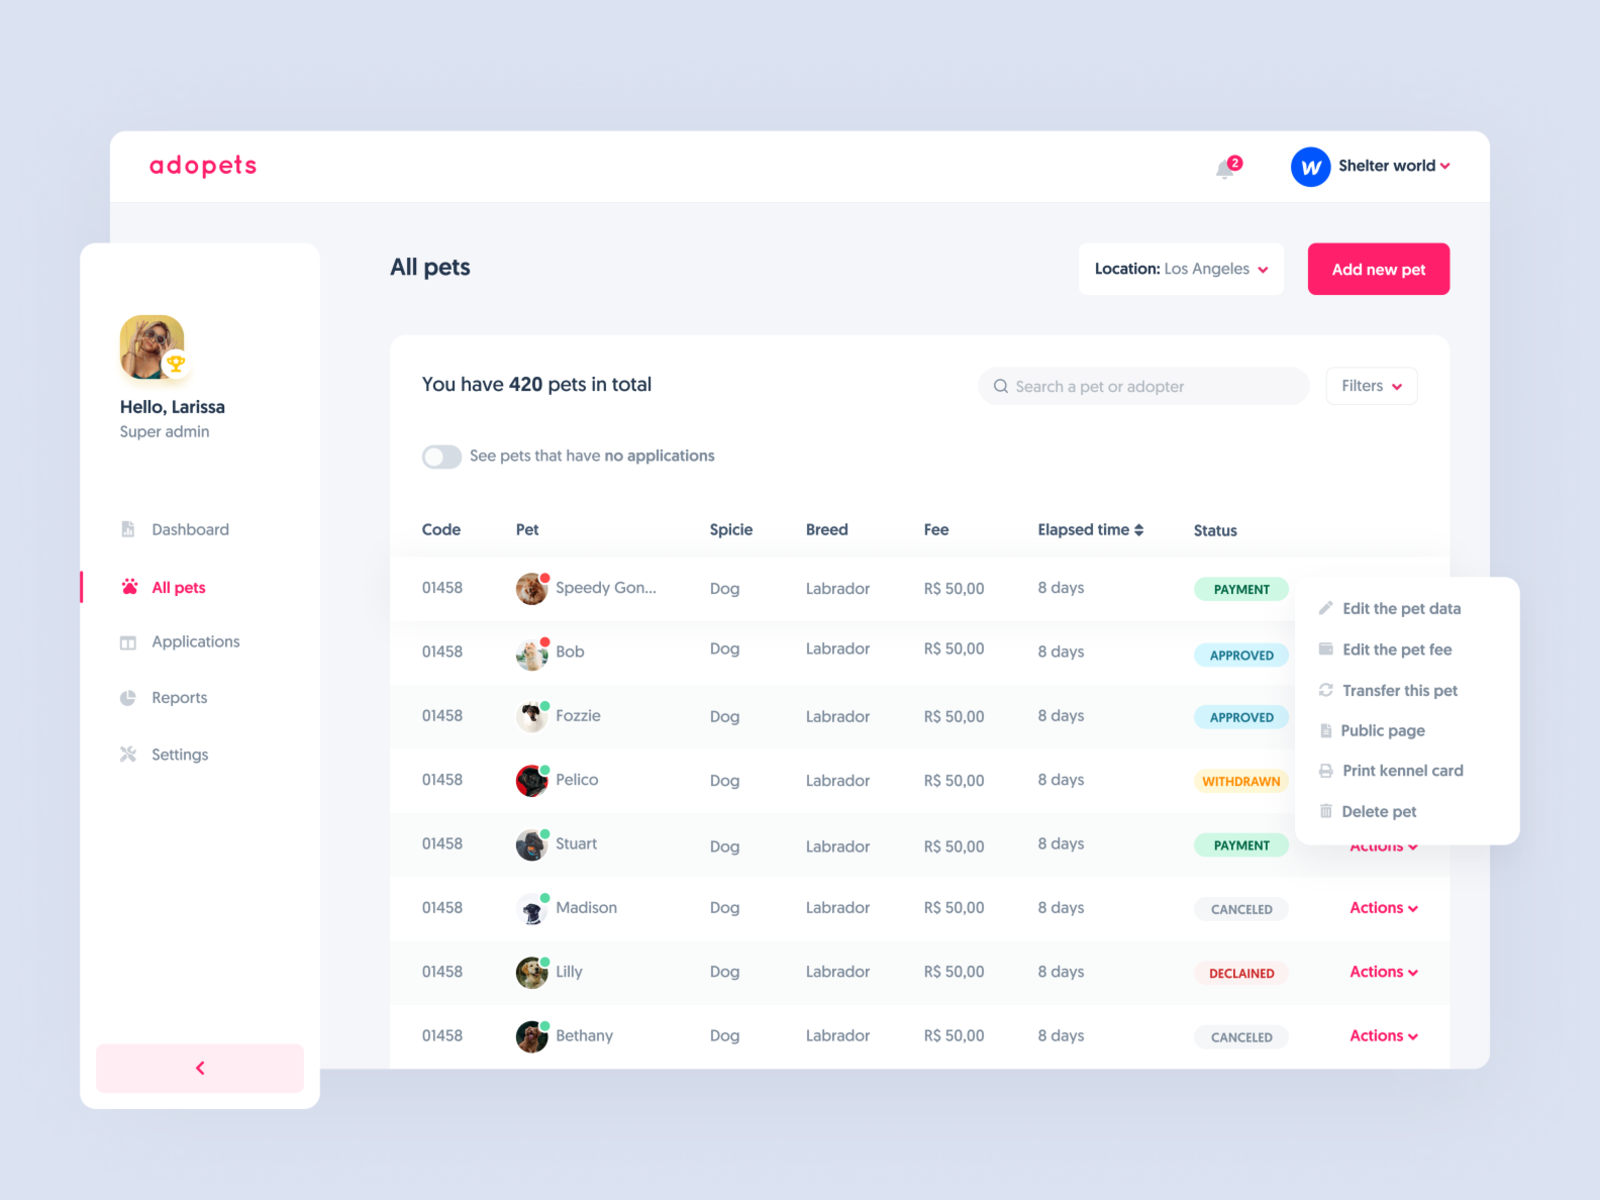 adopets
2
w
Shelter world
All pets
Location: Los Angeles
Add new pet
Hello, Larissa
Super admin
Dashboard
All pets
Applications
Reports
Settings
You have 420 pets in total
Search a pet or adopter
Filters
See pets that have no applications
Code Pet Spicie Breed Fee Elapsed time Status
01458 Speedy Gon... Dog Labrador R$ 50,00 8 days PAYMENT
01458 Bob Dog Labrador R$ 50,00 8 days APPROVED
01458 Fozzie Dog Labrador R$ 50,00 8 days APPROVED
01458 Pelico Dog Labrador R$ 50,00 8 days WITHDRAWN
01458 Stuart Dog Labrador R$ 50,00 8 days PAYMENT Actions
01458 Madison Dog Labrador R$ 50,00 8 days CANCELED Actions
01458 Lilly Dog Labrador R$ 50,00 8 days DECLAINED Actions
01458 Bethany Dog Labrador R$ 50,00 8 days CANCELED Actions
Edit the pet data
Edit the pet fee
Transfer this pet
Public page
Print kennel card
Delete pet